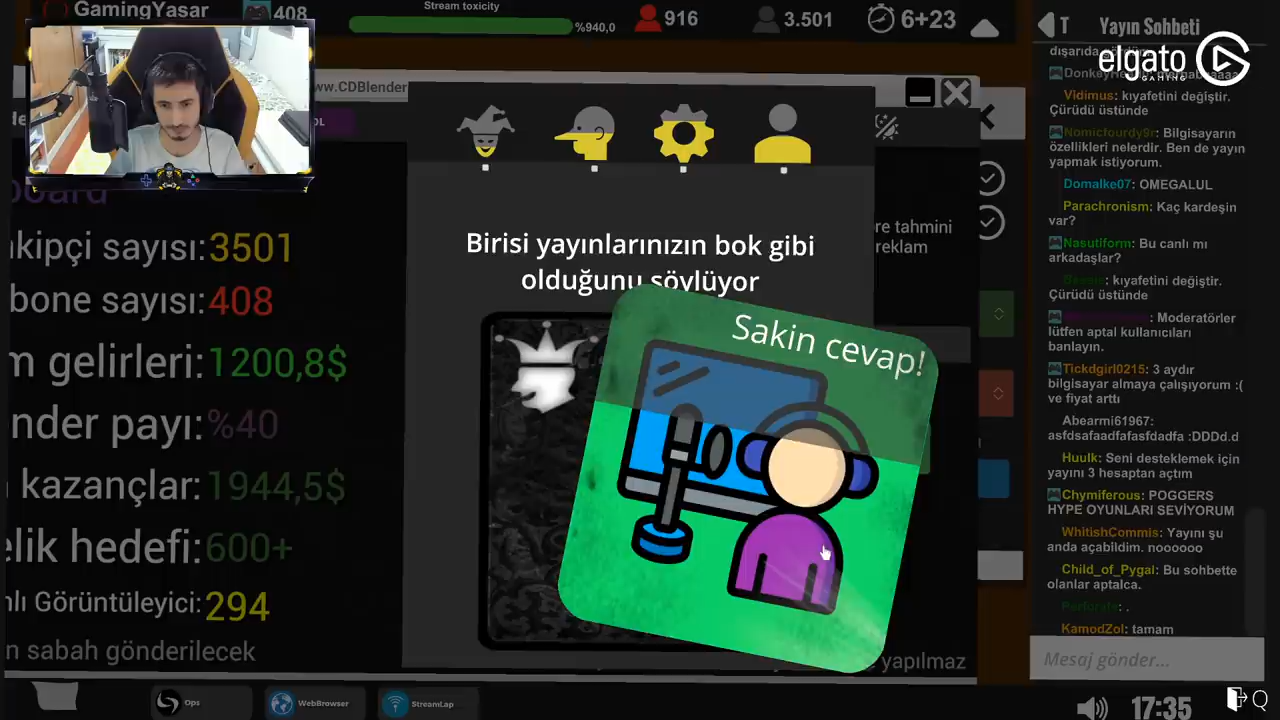 GamingYasar
408
Stream toxicity
%940,0
916
3.501
6+23
T
Yayın Sohbeti
elgato
GAMING
www.CDBlender
kipçi sayısı:3501
bone sayısı:408
m gelirleri:1200,8$
nder payı:%40
kazançlar:1944,5$
elik hedefi:600+
nlı Görüntüleyici:294
n sabah gönderilecek
Birisi yayınlarınızın bok gibi
olduğunu söylüyor
Sakin cevap!
re tahmini
reklam
yapılmaz
Vidimus: kıyafetini değiştir.
Çürüdü üstünde
Nomicfourdy9r: Bilgisayarın
özellikleri nelerdir. Ben de yayın
yapmak istiyorum.
Domalke07: OMEGALUL
Parachronism: Kaç kardeşin
var?
Nasutiform: Bu canlı mı
arkadaşlar?
kıyafetini değiştir.
Çürüdü üstünde
: Moderatörler
lütfen aptal kullanıcıları
banlayın.
Tickdgirl0215: 3 aydır
bilgisayar almaya çalışıyorum :(
ve fiyat arttı
Abearmi61967:
asfdsafaadfafasfdadfa :DDDd.d
Huulk: Seni desteklemek için
yayını 3 hesaptan açtım
Chymiferous: POGGERS
HYPE OYUNLARI SEVİYORUM
WhitishCommis: Yayını şu
anda açabildim. noooooo
Child_of_Pygal: Bu sohbette
olanlar aptalca.
Perforate: .
KamodZol: tamam
Mesaj gönder...
Ops
WebBrowser
StreamLap
17:35
Q